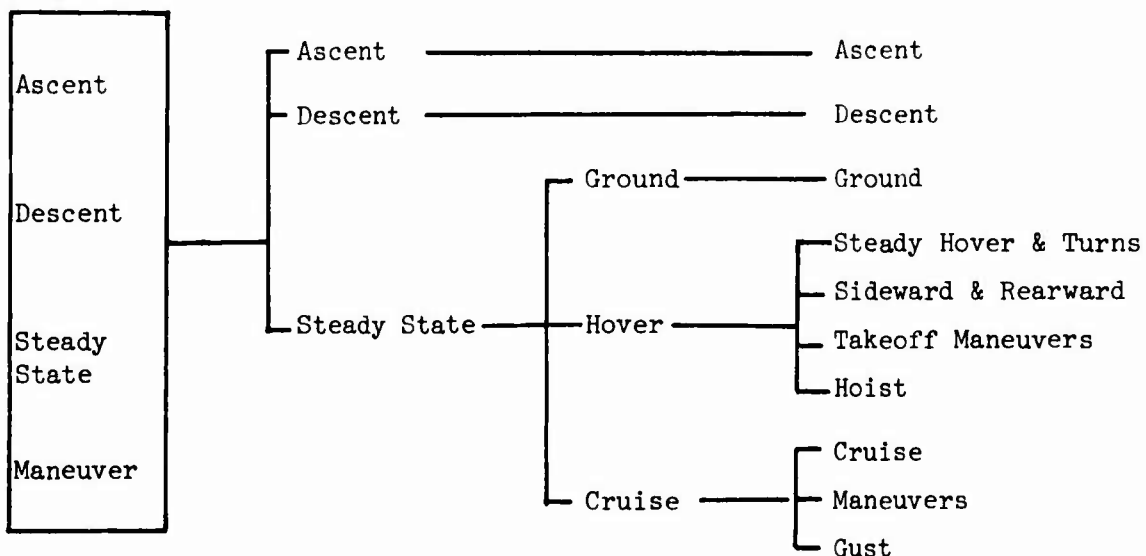 Ascent
Descent
Steady
State
Maneuver
Ascent
Descent
Steady State
Ground
Hover
Cruise
Ascent
Descent
Ground
Steady Hover & Turns
Sideward & Rearward
Takeoff Maneuvers
Hoist
Cruise
Maneuvers
Gust